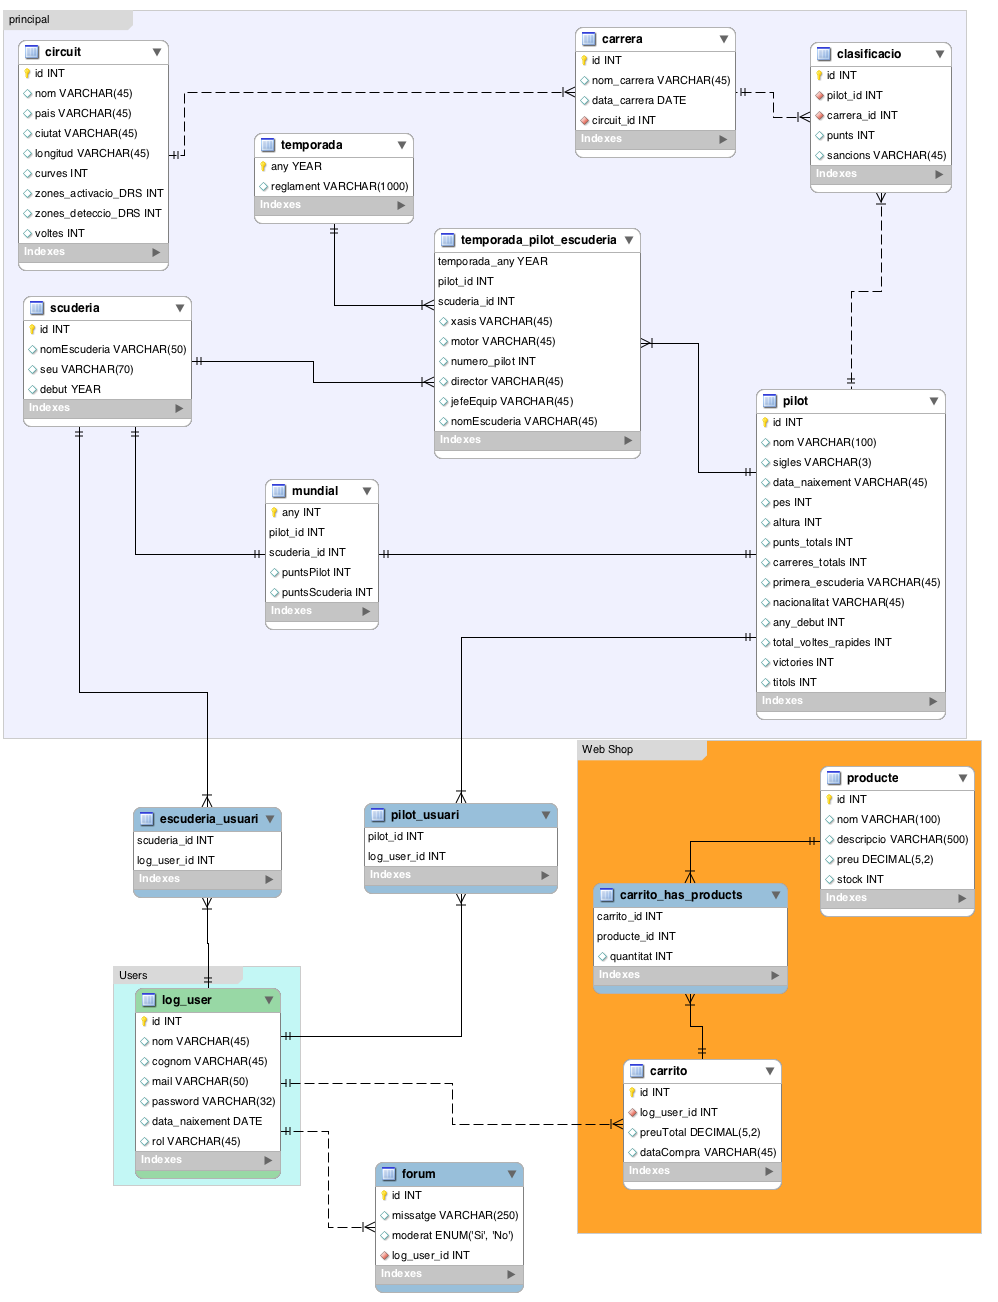 principal
circuit
id INT
nom VARCHAR(45)
pais VARCHAR(45)
ciutat VARCHAR(45)
longitud VARCHAR(45)
curves INT
zones_activacio_DRS INT
zones_deteccio_DRS INT
voltes INT
Indexes
carrera
id INT
nom_carrera VARCHAR(45)
data_carrera DATE
circuit_id INT
Indexes
clasificacio
id INT
pilot_id INT
carrera_id INT
punts INT
sancions VARCHAR(45)
Indexes
temporada
any YEAR
reglament VARCHAR(1000)
Indexes
temporada_pilot_escuderia
temporada_any YEAR
pilot_id INT
scuderia_id INT
xasis VARCHAR(45)
motor VARCHAR(45)
numero_pilot INT
director VARCHAR(45)
jefeEquip VARCHAR(45)
nomEscuderia VARCHAR(45)
Indexes
scuderia
id INT
nomEscuderia VARCHAR(50)
seu VARCHAR(70)
debut YEAR
Indexes
pilot
id INT
nom VARCHAR(100)
sigles VARCHAR(3)
data_naixement VARCHAR(45)
pes INT
altura INT
punts_totals INT
carreres_totals INT
primera_escuderia VARCHAR(45)
nacionalitat VARCHAR(45)
any_debut INT
total_voltes_rapides INT
victories INT
titols INT
Indexes
mundial
any INT
pilot_id INT
scuderia_id INT
puntsPilot INT
puntsScuderia INT
Indexes
Web Shop
producte
id INT
nom VARCHAR(100)
descripcio VARCHAR(500)
preu DECIMAL(5,2)
stock INT
Indexes
escuderia_usuari
scuderia_id INT
log_user_id INT
Indexes
pilot_usuari
pilot_id INT
log_user_id INT
Indexes
carrito_has_products
carrito_id INT
producte_id INT
quantitat INT
Indexes
Users
log_user
id INT
nom VARCHAR(45)
cognom VARCHAR(45)
mail VARCHAR(50)
password VARCHAR(32)
data_naixement DATE
rol VARCHAR(45)
Indexes
carrito
id INT
log_user_id INT
preuTotal DECIMAL(5,2)
dataCompra VARCHAR(45)
Indexes
forum
id INT
missatge VARCHAR(250)
moderat ENUM('Si', 'No')
log_user_id INT
Indexes